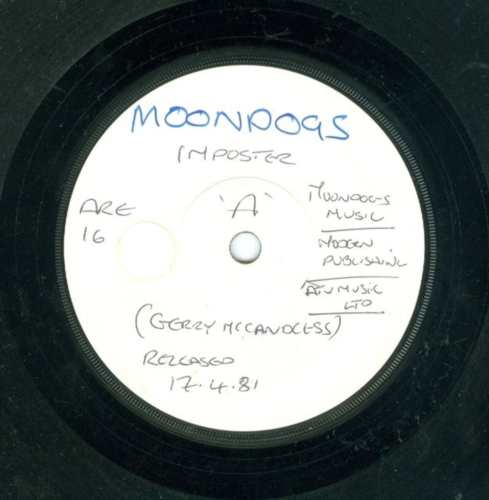 MOONDOGS
IMPOSTER
'A'
ARE
16
MOONDOGS
MUSIC
MODERN
PUBLISHING
ATV MUSIC
LTD
(GERRY MCCANDLESS)
RELEASED
17.4.81